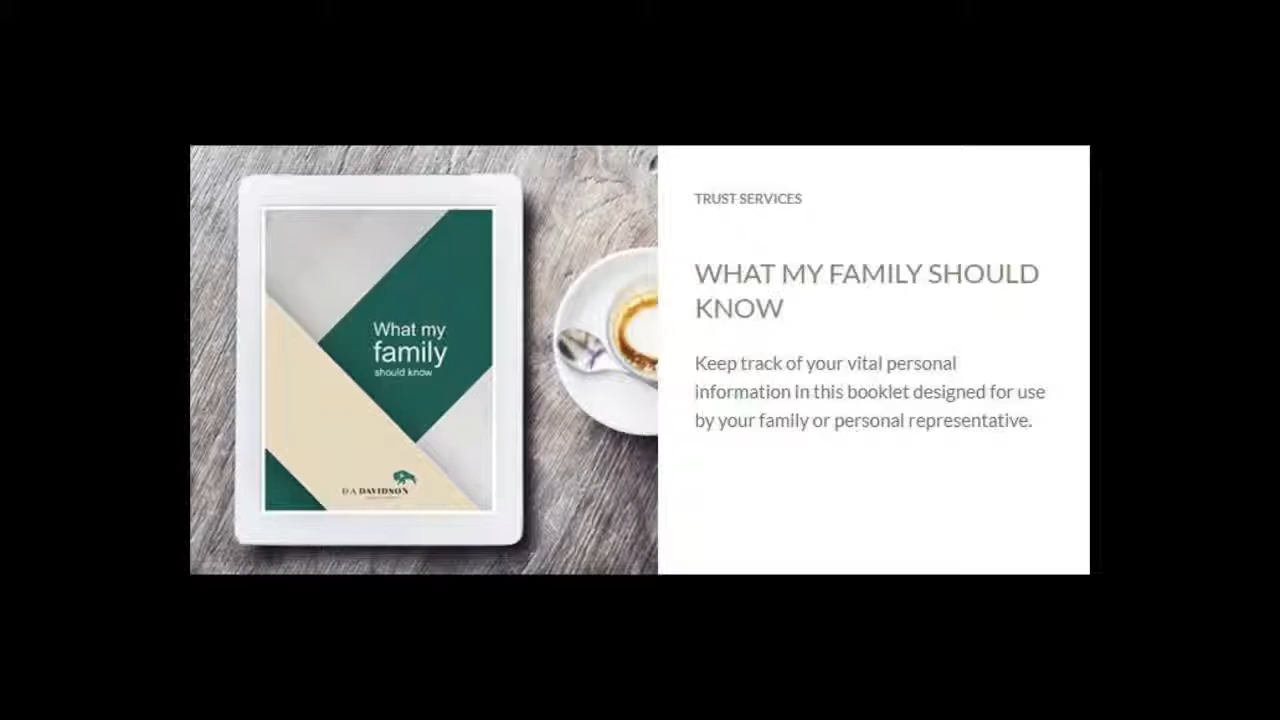 What my
family
should know
D A DAVIDSON
TRUST SERVICES
WHAT MY FAMILY SHOULD
KNOW
Keep track of your vital personal
information in this booklet designed for use
by your family or personal representative.